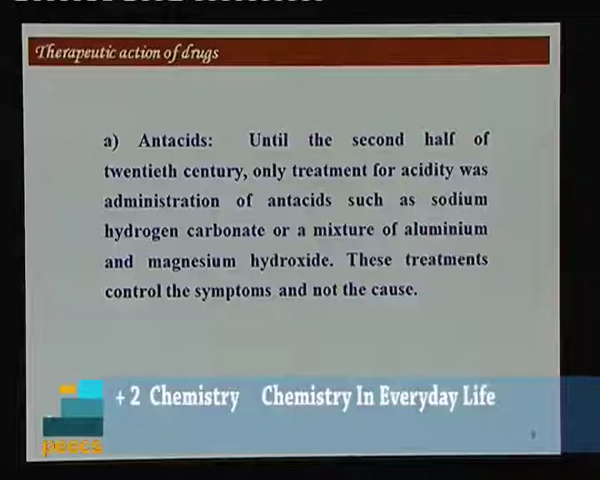 Therapeutic action of drugs
a) Antacids: Until the second half of
twentieth century, only treatment for acidity was
administration of antacids such as sodium
hydrogen carbonate or a mixture of aluminium
and magnesium hydroxide. These treatments
control the symptoms and not the cause.
+ 2 Chemistry Chemistry In Everyday Life
peecs